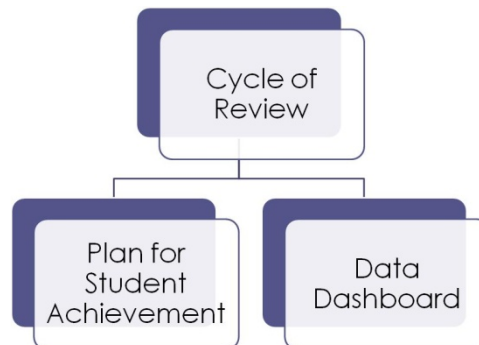 Cycle of
Review
Plan for
Student
Achievement
Data
Dashboard